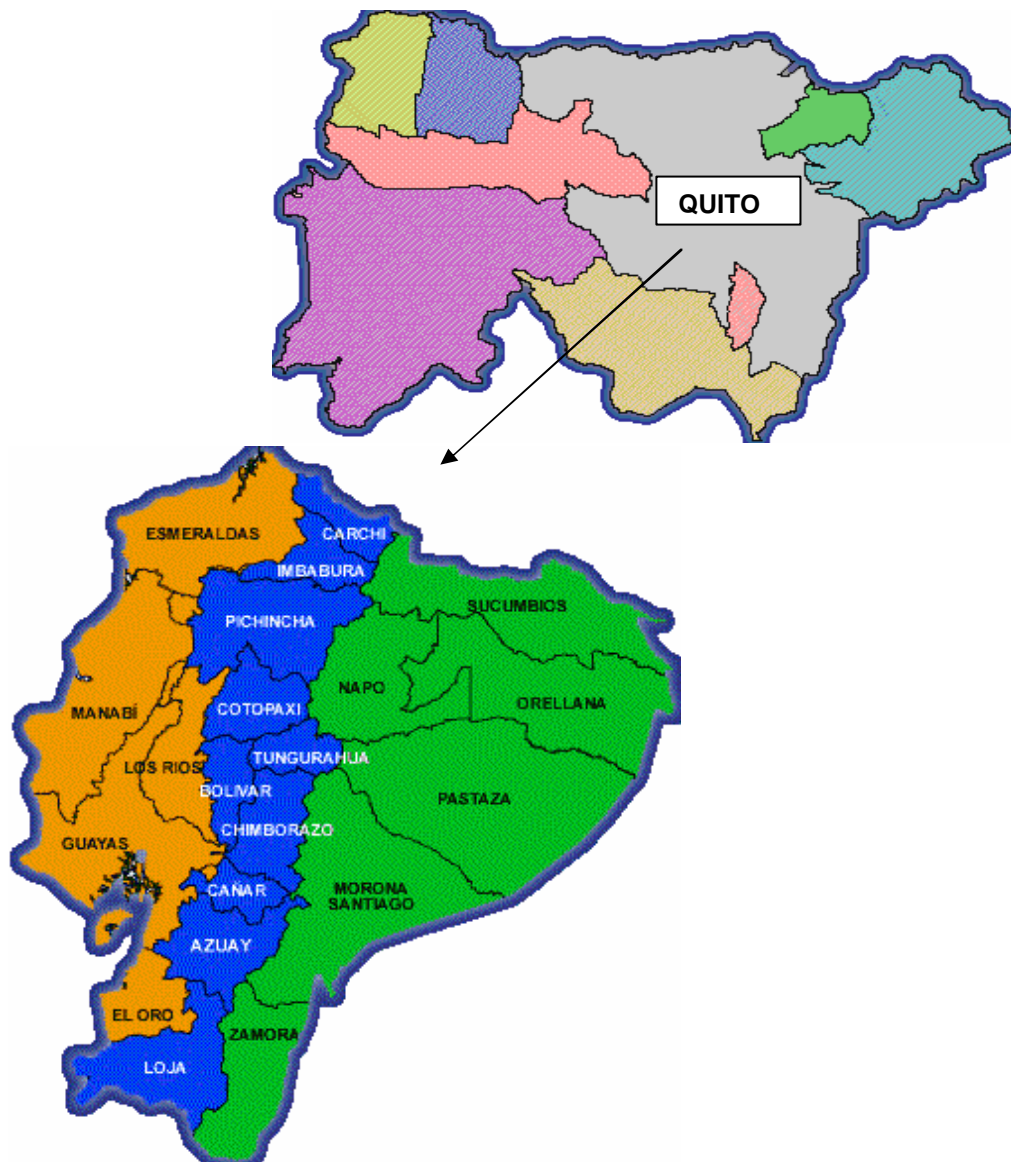 QUITO
ESMERALDAS
CARCHI
IMBABURA
SUCUMBIOS
PICHINCHA
NAPO
ORELLANA
COTOPAXI
MANABÍ
TUNGURAHUA
LOS RIOS
BOLIVAR
PASTAZA
CHIMBORAZO
GUAYAS
CAÑAR
MORONA
SANTIAGO
AZUAY
EL ORO
ZAMORA
LOJA